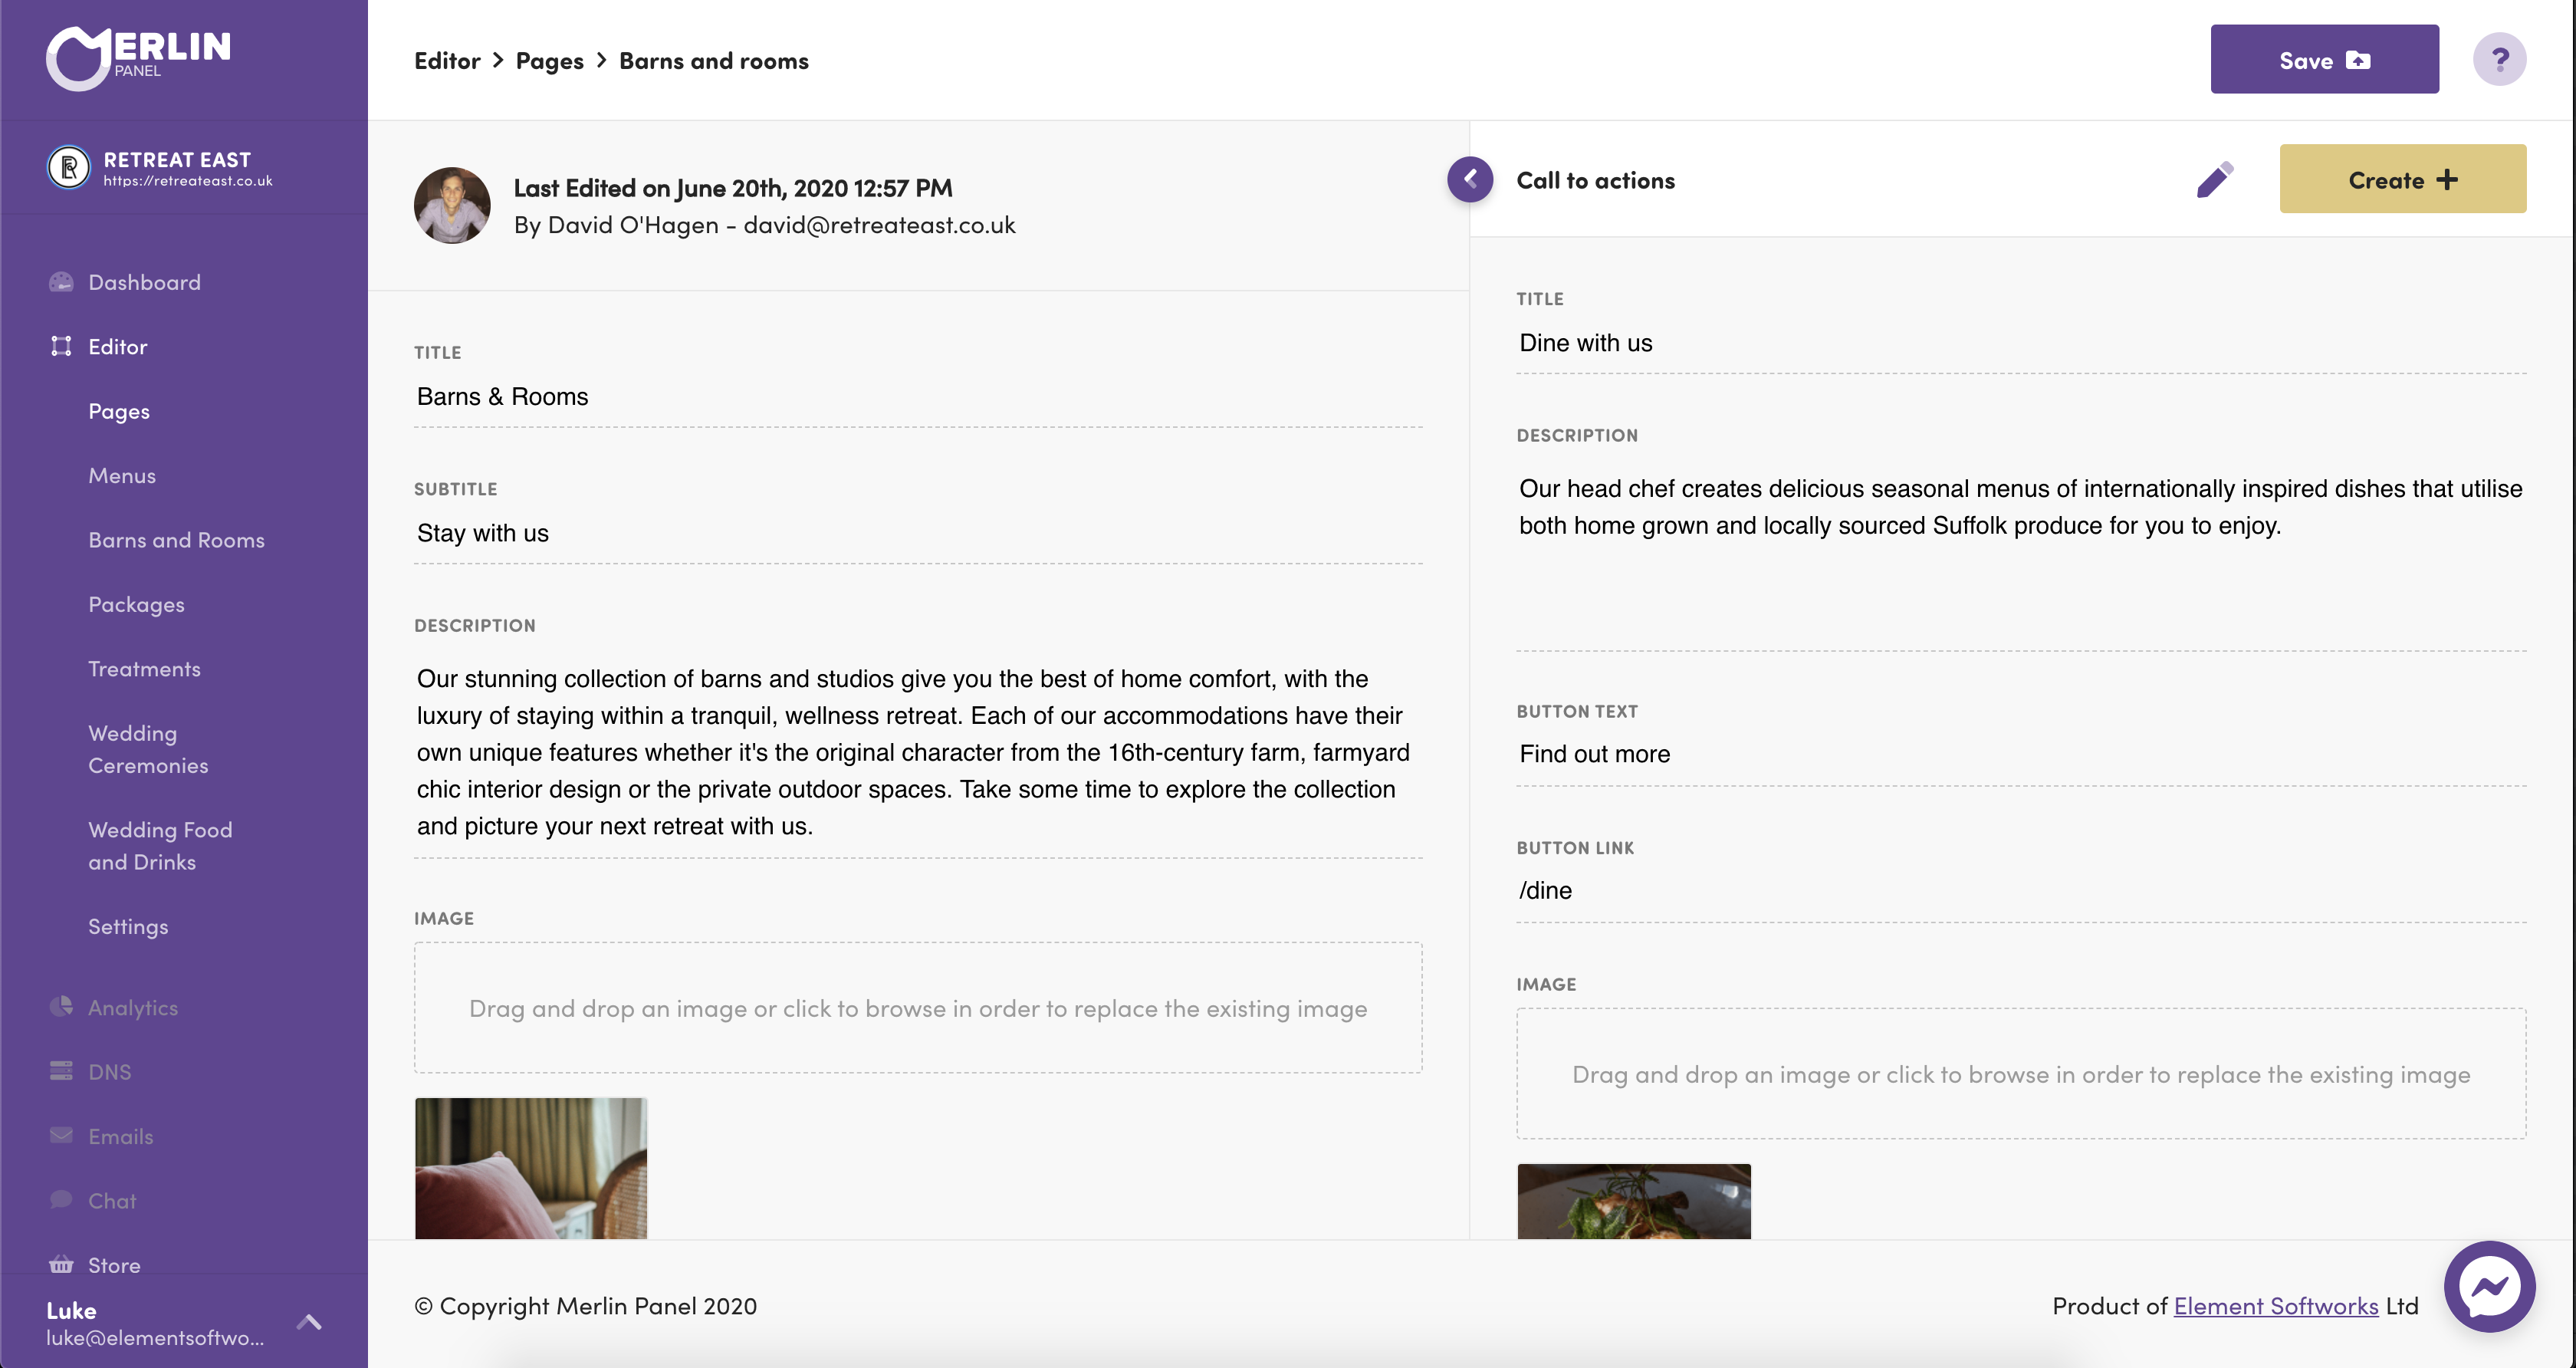 MERLIN
PANEL
RETREAT EAST
https://retreateast.co.uk
Dashboard
Editor
Pages
Menus
Barns and Rooms
Packages
Treatments
Wedding
Ceremonies
Wedding Food
and Drinks
Settings
Analytics
DNS
Emails
Chat
Store
Luke
luke@elementsoftwo...
Editor > Pages > Barns and rooms
Save
?
Last Edited on June 20th, 2020 12:57 PM
By David O'Hagen - david@retreateast.co.uk
TITLE
Barns & Rooms
SUBTITLE
Stay with us
DESCRIPTION
Our stunning collection of barns and studios give you the best of home comfort, with the
luxury of staying within a tranquil, wellness retreat. Each of our accommodations have their
own unique features whether it's the original character from the 16th-century farm, farmyard
chic interior design or the private outdoor spaces. Take some time to explore the collection
and picture your next retreat with us.
IMAGE
Drag and drop an image or click to browse in order to replace the existing image
Call to actions
Create +
TITLE
Dine with us
DESCRIPTION
Our head chef creates delicious seasonal menus of internationally inspired dishes that utilise
both home grown and locally sourced Suffolk produce for you to enjoy.
BUTTON TEXT
Find out more
BUTTON LINK
/dine
IMAGE
Drag and drop an image or click to browse in order to replace the existing image
© Copyright Merlin Panel 2020
Product of Element Softworks Ltd